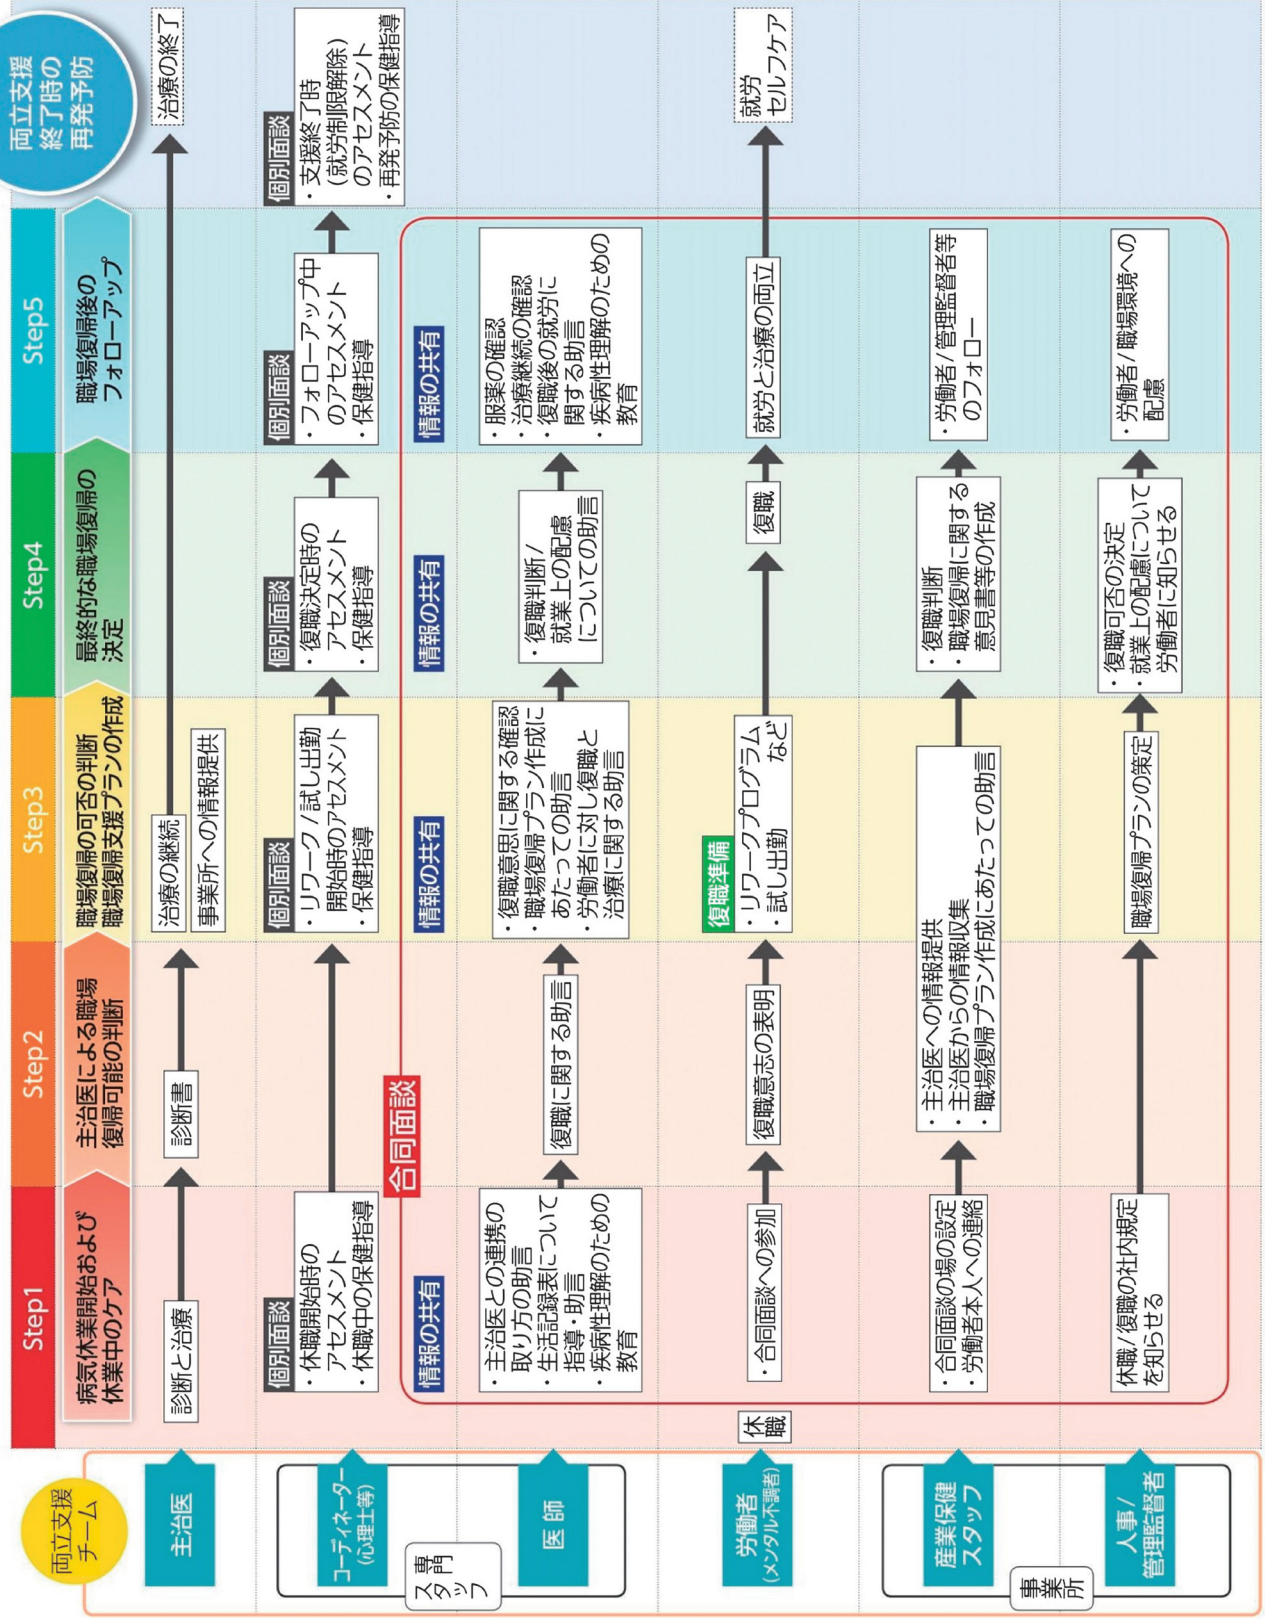 両立支援
チーム
Step1
Step2
Step3
Step4
Step5
両立支援
終了時の
再発予防
病気休業開始および
休業中のケア
主治医による職場
復帰可能の判断
職場復帰の可否の判断
職場復帰支援プランの作成
最終的な職場復帰の
決定
職場復帰後の
フォローアップ
主治医
診断と治療
診断書
治療の継続
事業所への情報提供
治療の終了
専門
スタッフ
コーディネーター
(心理士等)
個別面談
・休職開始時の
アセスメント
・休職中の保健指導
個別面談
・リワーク/試し出勤
開始時のアセスメント
・保健指導
個別面談
・復職決定時の
アセスメント
・保健指導
個別面談
・フォローアップ中
のアセスメント
・保健指導
個別面談
・支援終了時
(就労制限解除)
のアセスメント
・再発予防の保健指導
合同面談
医師
情報の共有
・主治医との連携の
取り方の助言
・生活記録表について
指導・助言
・疾病性理解のための
教育
復職に関する助言
情報の共有
・復職意思に関する確認
・職場復帰プラン作成に
あたっての助言
・労働者に対し復職と
治療に関する助言
情報の共有
・復職判断/
就業上の配慮
についての助言
情報の共有
・服薬の確認
・治療継続の確認
・復職後の就労に
関する助言
・疾病性理解のための
教育
労働者
(メンタル不調者)
休職
・合同面談への参加
復職意志の表明
復職準備
・リワークプログラム
・試し出勤 など
復職
就労と治療の両立
就労
セルフケア
事業所
産業保健
スタッフ
・合同面談の場の設定
・労働者本人への連絡
・主治医への情報提供
・主治医からの情報収集
・職場復帰プラン作成にあたっての助言
・復職判断
・職場復帰に関する
意見書等の作成
・労働者/管理監督者等
のフォロー
人事/
管理監督者
休職/復職の社内規定
を知らせる
職場復帰プランの策定
・復職可否の決定
・就業上の配慮について
労働者に知らせる
・労働者/職場環境への
配慮